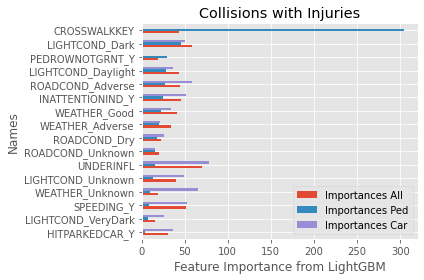 Collisions with Injuries
Names
CROSSWALKKEY
LIGHTCOND_Dark
PEDROWNOTGRNT_Y
LIGHTCOND_Daylight
ROADCOND_Adverse
INATTENTIONIND_Y
WEATHER_Good
WEATHER_Adverse
ROADCOND_Dry
ROADCOND_Unknown
UNDERINFL
LIGHTCOND_Unknown
WEATHER_Unknown
SPEEDING_Y
LIGHTCOND_VeryDark
HITPARKEDCAR_Y
Importances All
Importances Ped
Importances Car
0 50 100 150 200 250 300
Feature Importance from LightGBM